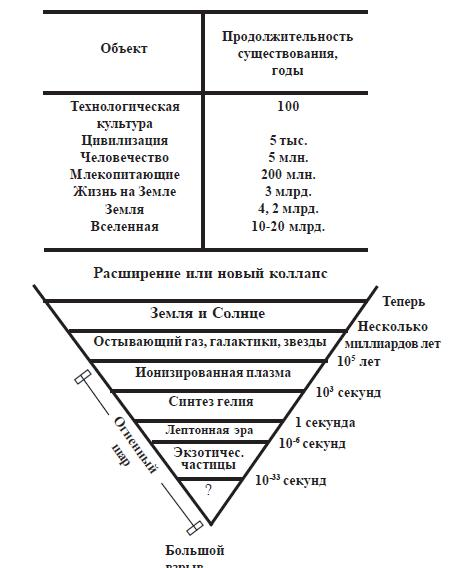 Объект
Продолжительность
существования,
годы
Технологическая 100
культура
Цивилизация 5 тыс.
Человечество 5 млн.
Млекопитающие 200 млн.
Жизнь на Земле 3 млрд.
Земля 4, 2 млрд.
Вселенная 10-20 млрд.
Расширение или новый коллапс
Теперь
Земля и Солнце
Несколько
миллиардов лет
Остывающий газ, галактики, звезды
10⁵ лет
Ионизированная плазма
10³ секунд
Синтез гелия
1 секунда
Лептонная эра
10⁻⁶ секунд
Экзотичес.
частицы
10⁻³³ секунд
?
Огненный
шар
Большой
взрыв